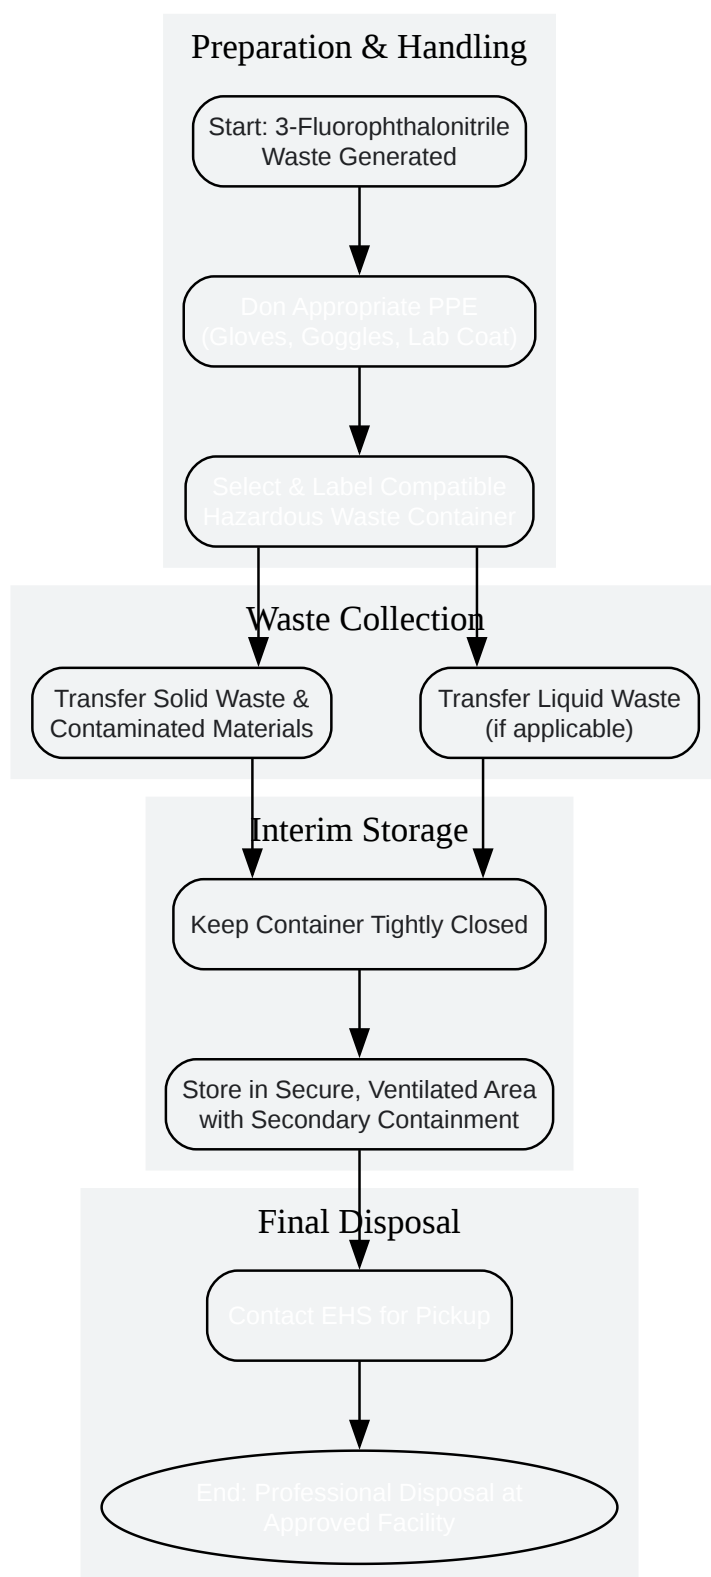 Preparation & Handling
Start: 3-Fluorophthalonitrile
Waste Generated
Don Appropriate PPE
(Gloves, Goggles, Lab Coat)
Select & Label Compatible
Hazardous Waste Container
Waste Collection
Transfer Solid Waste &
Contaminated Materials
Transfer Liquid Waste
(if applicable)
Interim Storage
Keep Container Tightly Closed
Store in Secure, Ventilated Area
with Secondary Containment
Final Disposal
Contact EHS for Pickup
End: Professional Disposal at
Approved Facility